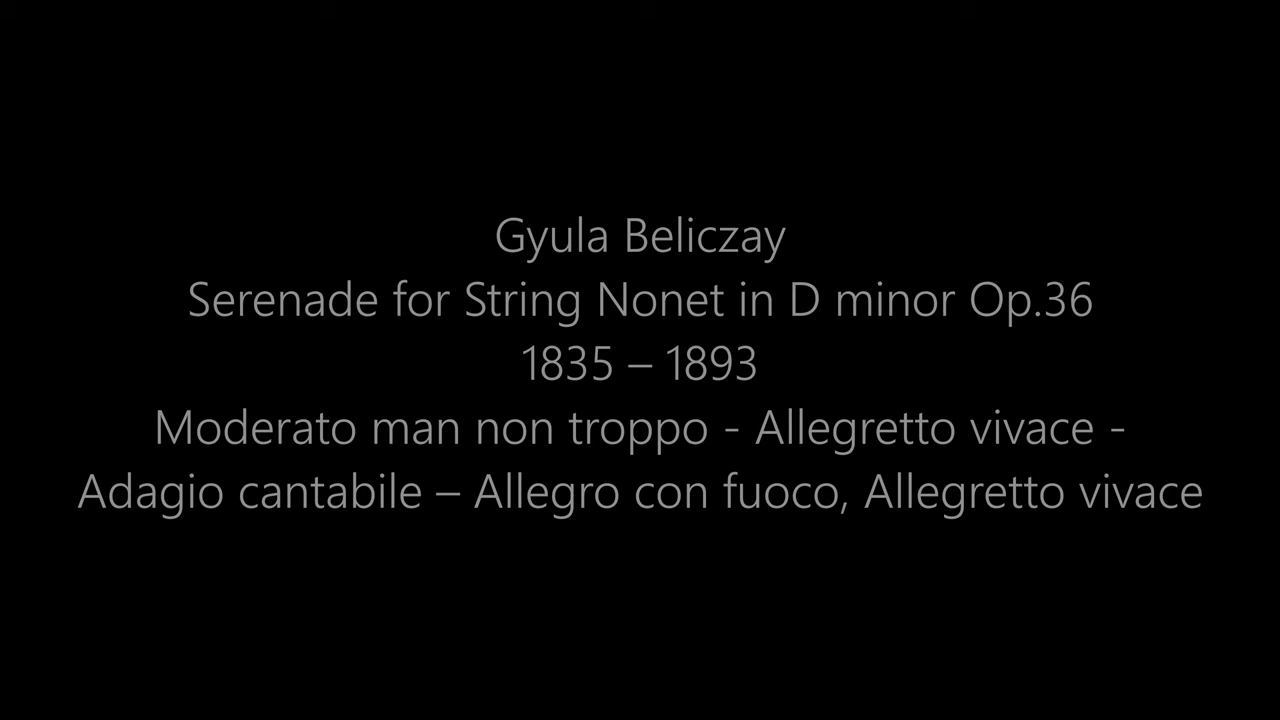 Gyula Beliczay
Serenade for String Nonet in D minor Op.36
1835 – 1893
Moderato man non troppo - Allegretto vivace -
Adagio cantabile – Allegro con fuoco, Allegretto vivace